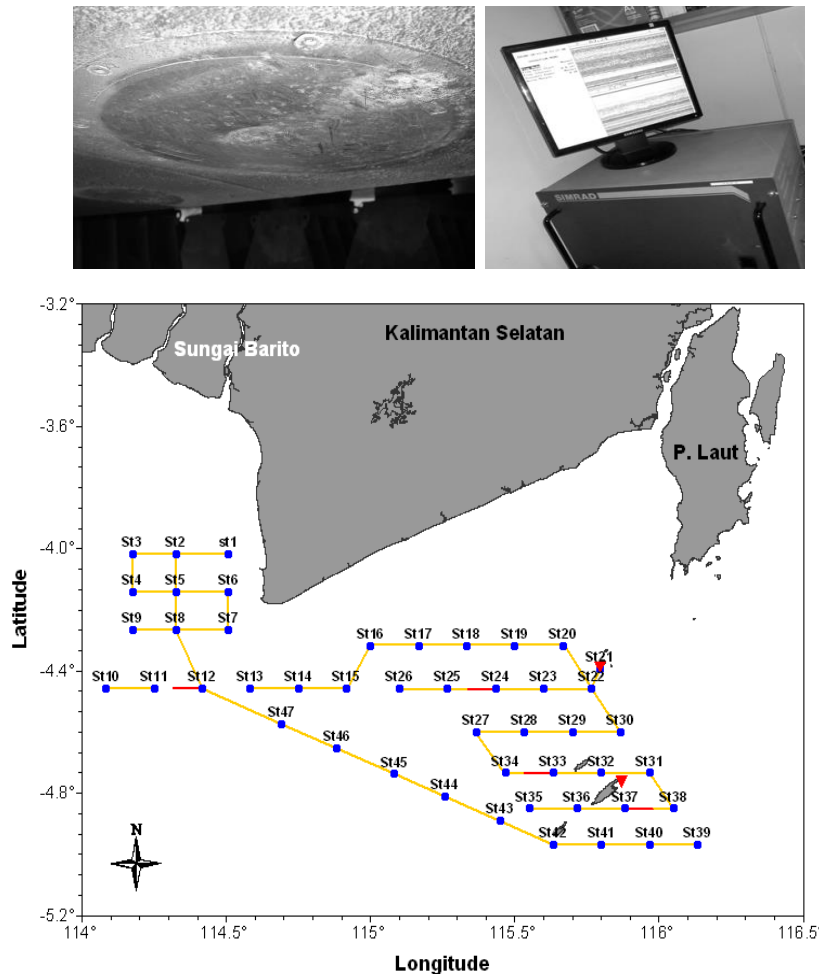 SIMRAD
-3.2°
Kalimantan Selatan
Sungai Barito
-3.6°
P. Laut
-4.0°
St3 St2 st1
St4 St5 St6
St9 St8 St7
St16 St17 St18 St19 St20
St21
-4.4°
St10 St11 St12 St13 St14 St15 St26 St25 St24 St23 St22
St47 St27 St28 St29 St30
St46
St45 St34 St33 St32 St31
-4.8°
St44 St35 St36 St37 St38
St43
St42 St41 St40 St39
N
-5.2°
114° 114.5° 115° 115.5° 116° 116.5°
Latitude
Longitude